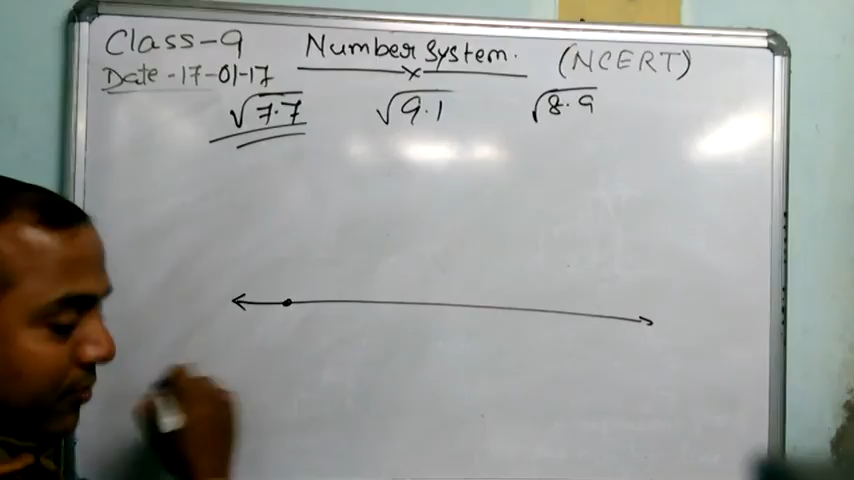 Class-9 Number System. (NCERT)
Date-17-01-17
√7.7 √9.1 √8.9